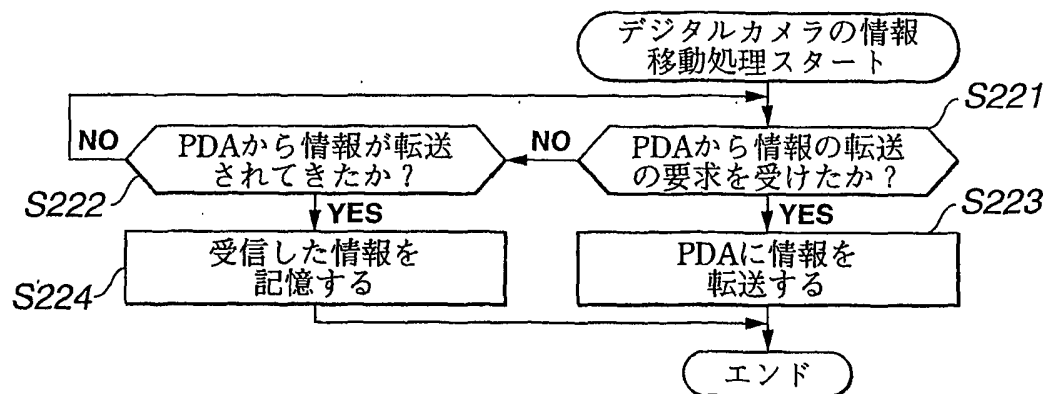 デジタルカメラの情報
移動処理スタート
S221
PDAから情報の転送
の要求を受けたか？
NO
PDAから情報が転送
されてきたか？
NO
S222
YES
YES
S223
受信した情報を
記憶する
S224
PDAに情報を
転送する
エンド